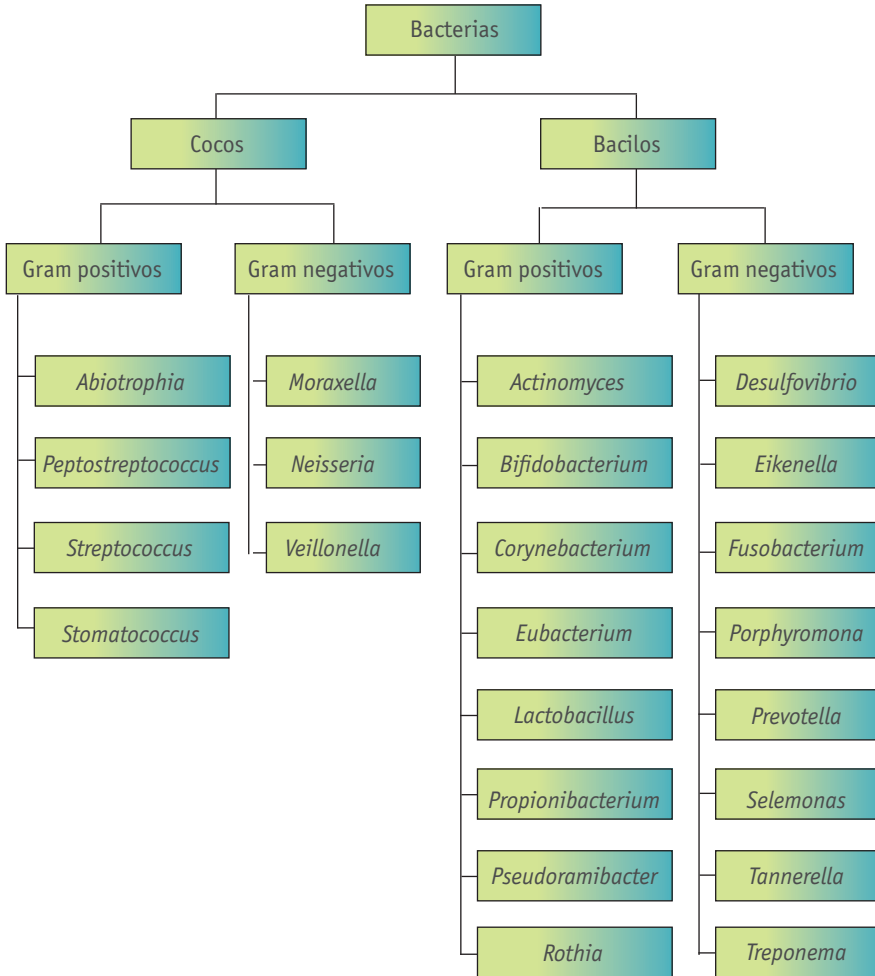 Bacterias
Cocos
Bacilos
Gram positivos
Gram negativos
Gram positivos
Gram negativos
Abiotrophia
Peptostreptococcus
Streptococcus
Stomatococcus
Moraxella
Neisseria
Veillonella
Actinomyces
Bifidobacterium
Corynebacterium
Eubacterium
Lactobacillus
Propionibacterium
Pseudoramibacter
Rothia
Desulfovibrio
Eikenella
Fusobacterium
Porphyromona
Prevotella
Selemonas
Tannerella
Treponema